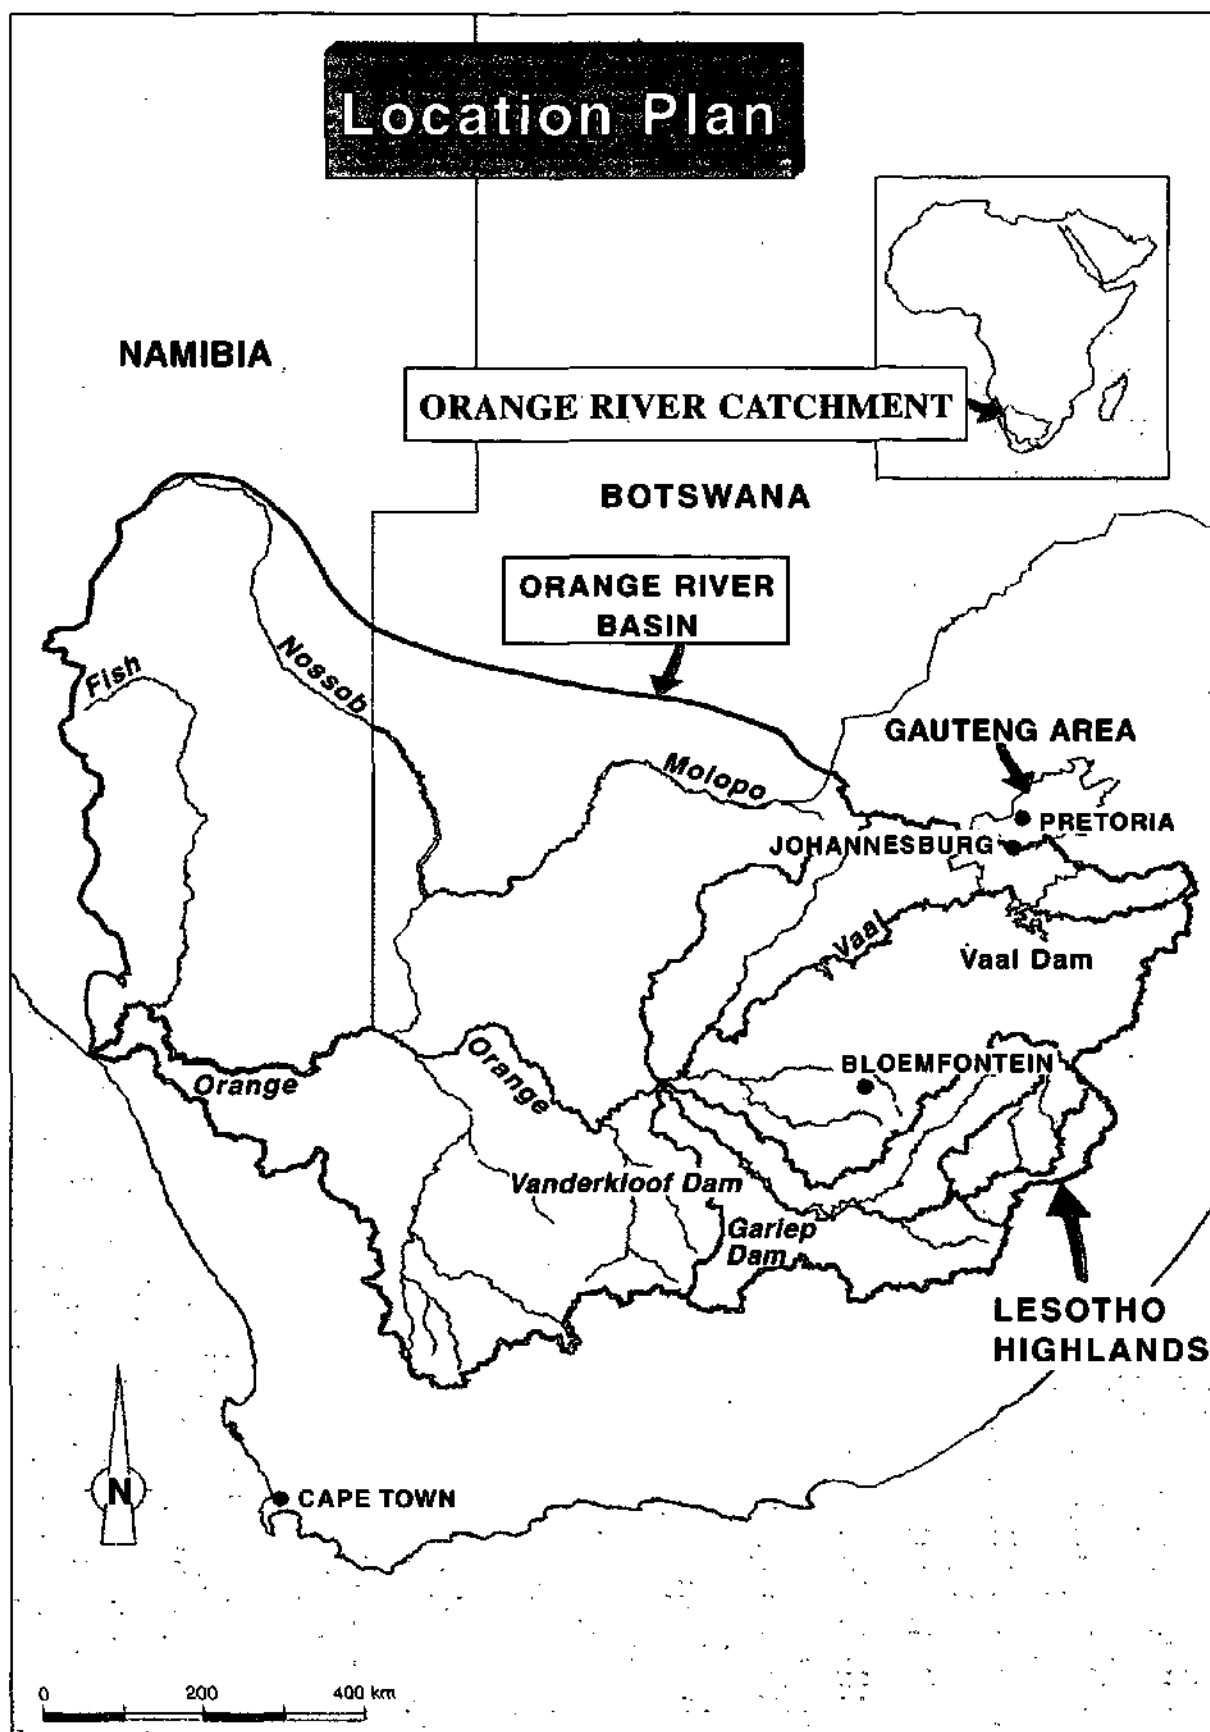 Location Plan
NAMIBIA
ORANGE RIVER CATCHMENT
BOTSWANA
ORANGE RIVER
BASIN
Fish
Nossob
Molopo
GAUTENG AREA
PRETORIA
JOHANNESBURG
Vaal
Vaal Dam
Orange
Orange
BLOEMFONTEIN
Vanderkloof Dam
Gariep
Dam
LESOTHO
HIGHLANDS
N
CAPE TOWN
0 200 400 km